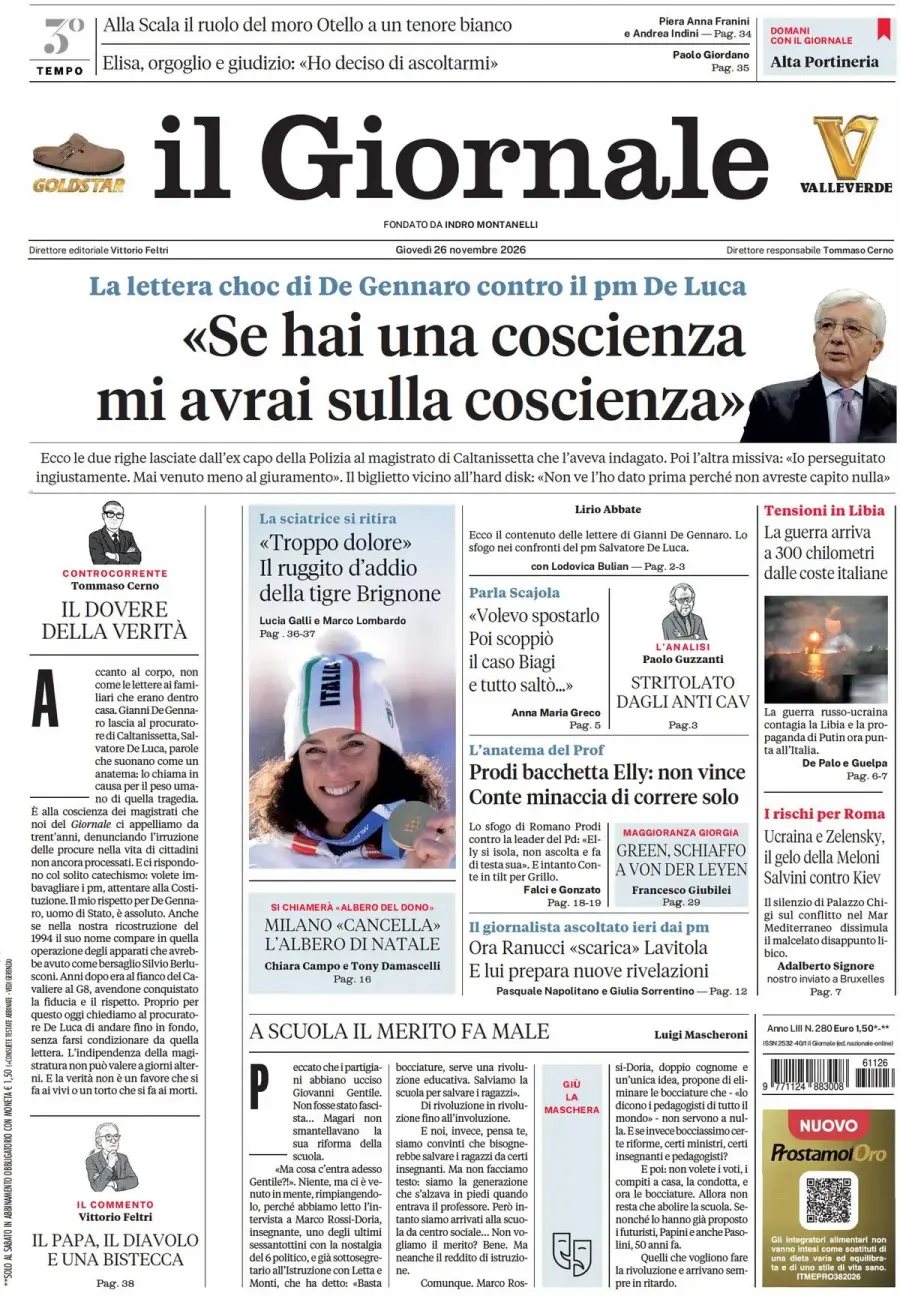 3°
TEMPO
Alla Scala il ruolo del moro Otello a un tenore bianco
Piera Anna Franini
e Andrea Indini — Pag. 34
Elisa, orgoglio e giudizio: «Ho deciso di ascoltarmi»
Paolo Giordano
Pag. 35
DOMANI
CON IL GIORNALE
Alta Portineria
GOLDSTAR
il Giornale
VALLEVERDE
FONDATO DA INDRO MONTANELLI
Direttore editoriale Vittorio Feltri
Giovedì 26 novembre 2026
Direttore responsabile Tommaso Cerno
La lettera choc di De Gennaro contro il pm De Luca
«Se hai una coscienza
mi avrai sulla coscienza»
Ecco le due righe lasciate dall'ex capo della Polizia al magistrato di Caltanissetta che l'aveva indagato. Poi l'altra missiva: «Io perseguitato
ingiustamente. Mai venuto meno al giuramento». Il biglietto vicino all'hard disk: «Non ve l'ho dato prima perché non avreste capito nulla»
CONTROCORRENTE
Tommaso Cerno
IL DOVERE
DELLA VERITÀ
Accanto al corpo, non
come le lettere ai fami-
liari che erano dentro
casa. Gianni De Genna-
ro lascia al procurato-
re di Caltanissetta, Sal-
vatore De Luca, parole
che suonano come un
anatema: lo chiama in
causa per il peso uma-
no di quella tragedia.
È alla coscienza dei magistrati che
noi del Giornale ci appelliamo da
trent'anni, denunciando l'irruzione
delle procure nella vita di cittadini
non ancora processati. E ci rispondo-
no col solito catechismo: volete im-
bavagliare i pm, attentare alla Costi-
tuzione. Il mio rispetto per De Genna-
ro, uomo di Stato, è assoluto. Anche
se nella nostra ricostruzione del
1994 il suo nome compare in quella
operazione degli apparati che avreb-
be avuto come bersaglio Silvio Berlu-
sconi. Anni dopo era al fianco del Ca-
valiere al G8, avendone conquistato
la fiducia e il rispetto. Proprio per
questo oggi chiediamo al procurato-
re De Luca di andare fino in fondo,
senza farsi condizionare da quella
lettera. L'indipendenza della magi-
stratura non può valere a giorni alter-
ni. E la verità non è un favore che si
fa ai vivi o un torto che si fa ai morti.
IL COMMENTO
Vittorio Feltri
IL PAPA, IL DIAVOLO
E UNA BISTECCA
Pag. 38
**SOLO AL SABATO IN ABBINAMENTO OBBLIGATORIO CON MONETA € 1,50 (+CONSUETE TESTATE ABBINATE - VEDI GERENZA)
La sciatrice si ritira
«Troppo dolore»
Il ruggito d'addio
della tigre Brignone
Lucia Galli e Marco Lombardo
Pag . 36-37
ITALIA
SI CHIAMERÀ «ALBERO DEL DONO»
MILANO «CANCELLA»
L'ALBERO DI NATALE
Chiara Campo e Tony Damascelli
Pag. 16
Lirio Abbate
Ecco il contenuto delle lettere di Gianni De Gennaro. Lo
sfogo nei confronti del pm Salvatore De Luca.
con Lodovica Bulian — Pag. 2-3
Parla Scajola
«Volevo spostarlo
Poi scoppiò
il caso Biagi
e tutto saltò...»
Anna Maria Greco
Pag. 5
L'ANALISI
Paolo Guzzanti
STRITOLATO
DAGLI ANTI CAV
Pag.3
L'anatema del Prof
Prodi bacchetta Elly: non vince
Conte minaccia di correre solo
Lo sfogo di Romano Prodi
contro la leader del Pd: «El-
ly si isola, non ascolta e fa
di testa sua». E intanto Con-
te in tilt per Grillo.
Falci e Gonzato
Pag. 18-19
MAGGIORANZA GIORGIA
GREEN, SCHIAFFO
A VON DER LEYEN
Francesco Giubilei
Pag. 29
Il giornalista ascoltato ieri dai pm
Ora Ranucci «scarica» Lavitola
E lui prepara nuove rivelazioni
Pasquale Napolitano e Giulia Sorrentino — Pag. 12
Tensioni in Libia
La guerra arriva
a 300 chilometri
dalle coste italiane
La guerra russo-ucraina
contagia la Libia e la pro-
paganda di Putin ora pun-
ta all'Italia.
De Palo e Guelpa
Pag. 6-7
I rischi per Roma
Ucraina e Zelensky,
il gelo della Meloni
Salvini contro Kiev
Il silenzio di Palazzo Chi-
gi sul conflitto nel Mar
Mediterraneo dissimula
il malcelato disappunto li-
bico.
Adalberto Signore
nostro inviato a Bruxelles
Pag. 7
A SCUOLA IL MERITO FA MALE
Luigi Mascheroni
Peccato che i partigia-
ni abbiano ucciso
Giovanni Gentile.
Non fosse stato fasci-
sta... Magari non
smantellavano la
sua riforma della
scuola.
«Ma cosa c'entra adesso
Gentile?!». Niente, ma ci è ve-
nuto in mente, rimpiangendo-
lo, perché abbiamo letto l'in-
tervista a Marco Rossi-Doria,
insegnante, uno degli ultimi
sessantottini con la nostalgia
del 6 politico, e già sottosegre-
tario all'Istruzione con Letta e
Monti, che ha detto: «Basta
bocciature, serve una rivolu-
zione educativa. Salviamo la
scuola per salvare i ragazzi».
Di rivoluzione in rivolu-
zione fino all'involuzione.
E noi, invece, pensa te,
siamo convinti che bisogne-
rebbe salvare i ragazzi da certi
insegnanti. Ma non facciamo
testo: siamo la generazione
che s'alzava in piedi quando
entrava il professore. Però in-
tanto siamo arrivati alla scuo-
la da centro sociale... Non vo-
gliamo il merito? Bene. Ma
neanche il reddito di istruzio-
ne.
Comunque. Marco Ros-
GIÙ
LA
MASCHERA
si-Doria, doppio cognome e
un'unica idea, propone di eli-
minare le bocciature che - «lo
dicono i pedagogisti di tutto il
mondo» - non servono a nul-
la. E se invece bocciassimo cer-
te riforme, certi ministri, certi
insegnanti e pedagogisti?
E poi: non volete i voti, i
compiti a casa, la condotta, e
ora le bocciature. Allora non
resta che abolire la scuola. Se-
nonché lo hanno già proposto
i futuristi, Papini e anche Paso-
lini, 50 anni fa.
Quelli che vogliono fare
la rivoluzione e arrivano sem-
pre in ritardo.
Anno LIII N. 280 Euro 1,50*-**
ISSN 2532-4071 Il Giornale (ed. nazionale-online)
61126
9 771124 883008
NUOVO
ProstamolOro
Gli integratori alimentari non
vanno intesi come sostituti di
una dieta varia ed equilibra-
ta e di uno stile di vita sano.
ITMEPRO382026